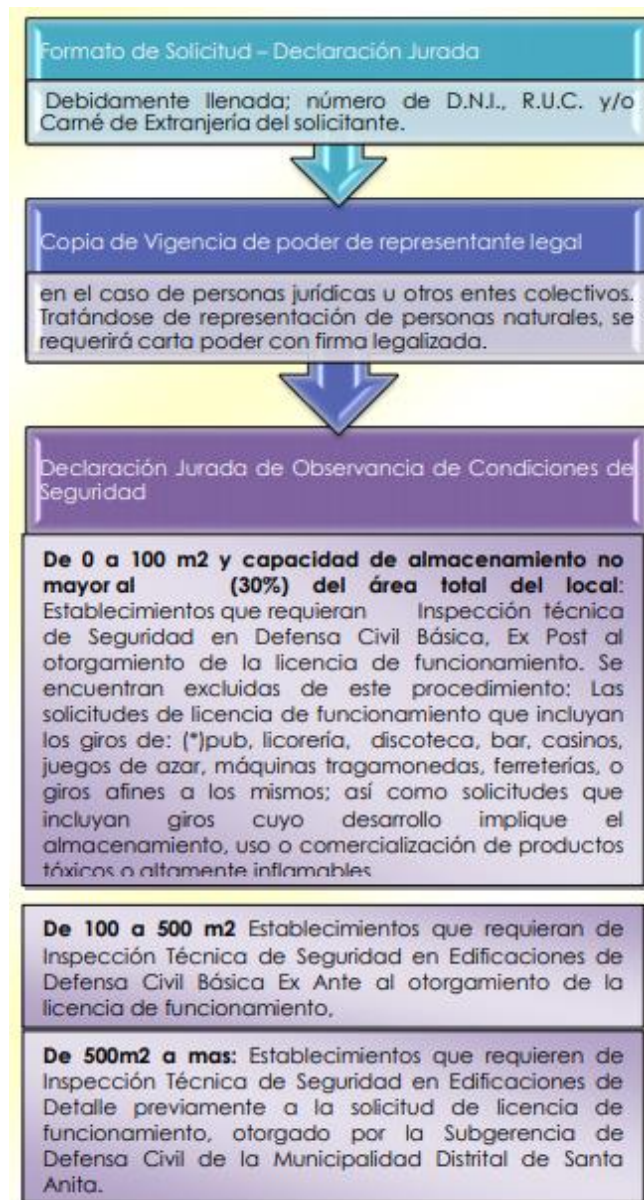 Formato de Solicitud – Declaración Jurada
Debidamente llenada; número de D.N.I., R.U.C. y/o
Carné de Extranjería del solicitante.
Copia de Vigencia de poder de representante legal
en el caso de personas jurídicas u otros entes colectivos.
Tratándose de representación de personas naturales, se
requerirá carta poder con firma legalizada.
Declaración Jurada de Observancia de Condiciones de
Seguridad
De 0 a 100 m2 y capacidad de almacenamiento no
mayor al (30%) del área total del local:
Establecimientos que requieran Inspección técnica
de Seguridad en Defensa Civil Básica, Ex Post al
otorgamiento de la licencia de funcionamiento. Se
encuentran excluidas de este procedimiento: Las
solicitudes de licencia de funcionamiento que incluyan
los giros de: (*)pub, licorería, discoteca, bar, casinos,
juegos de azar, máquinas tragamonedas, ferreterías, o
giros afines a los mismos; así como solicitudes que
incluyan giros cuyo desarrollo implique el
almacenamiento, uso o comercialización de productos
tóxicos o altamente inflamables
De 100 a 500 m2 Establecimientos que requieran de
Inspección Técnica de Seguridad en Edificaciones de
Defensa Civil Básica Ex Ante al otorgamiento de la
licencia de funcionamiento.
De 500m2 a mas: Establecimientos que requieren de
Inspección Técnica de Seguridad en Edificaciones de
Detalle previamente a la solicitud de licencia de
funcionamiento, otorgado por la Subgerencia de
Defensa Civil de la Municipalidad Distrital de Santa
Anita.